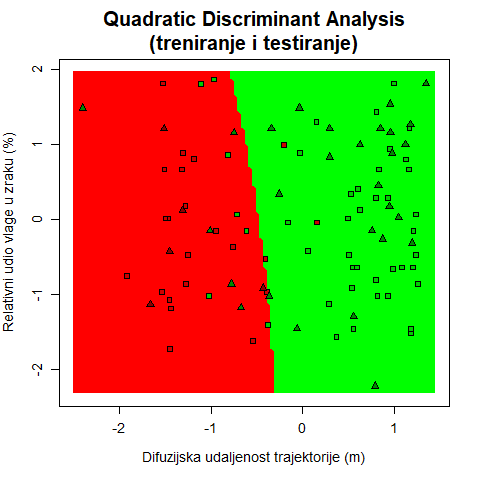 Quadratic Discriminant Analysis
(treniranje i testiranje)
Relativni udio vlage u zraku (%)
2
1
0
-1
-2
-2
-1
0
1
Difuzijska udaljenost trajektorije (m)